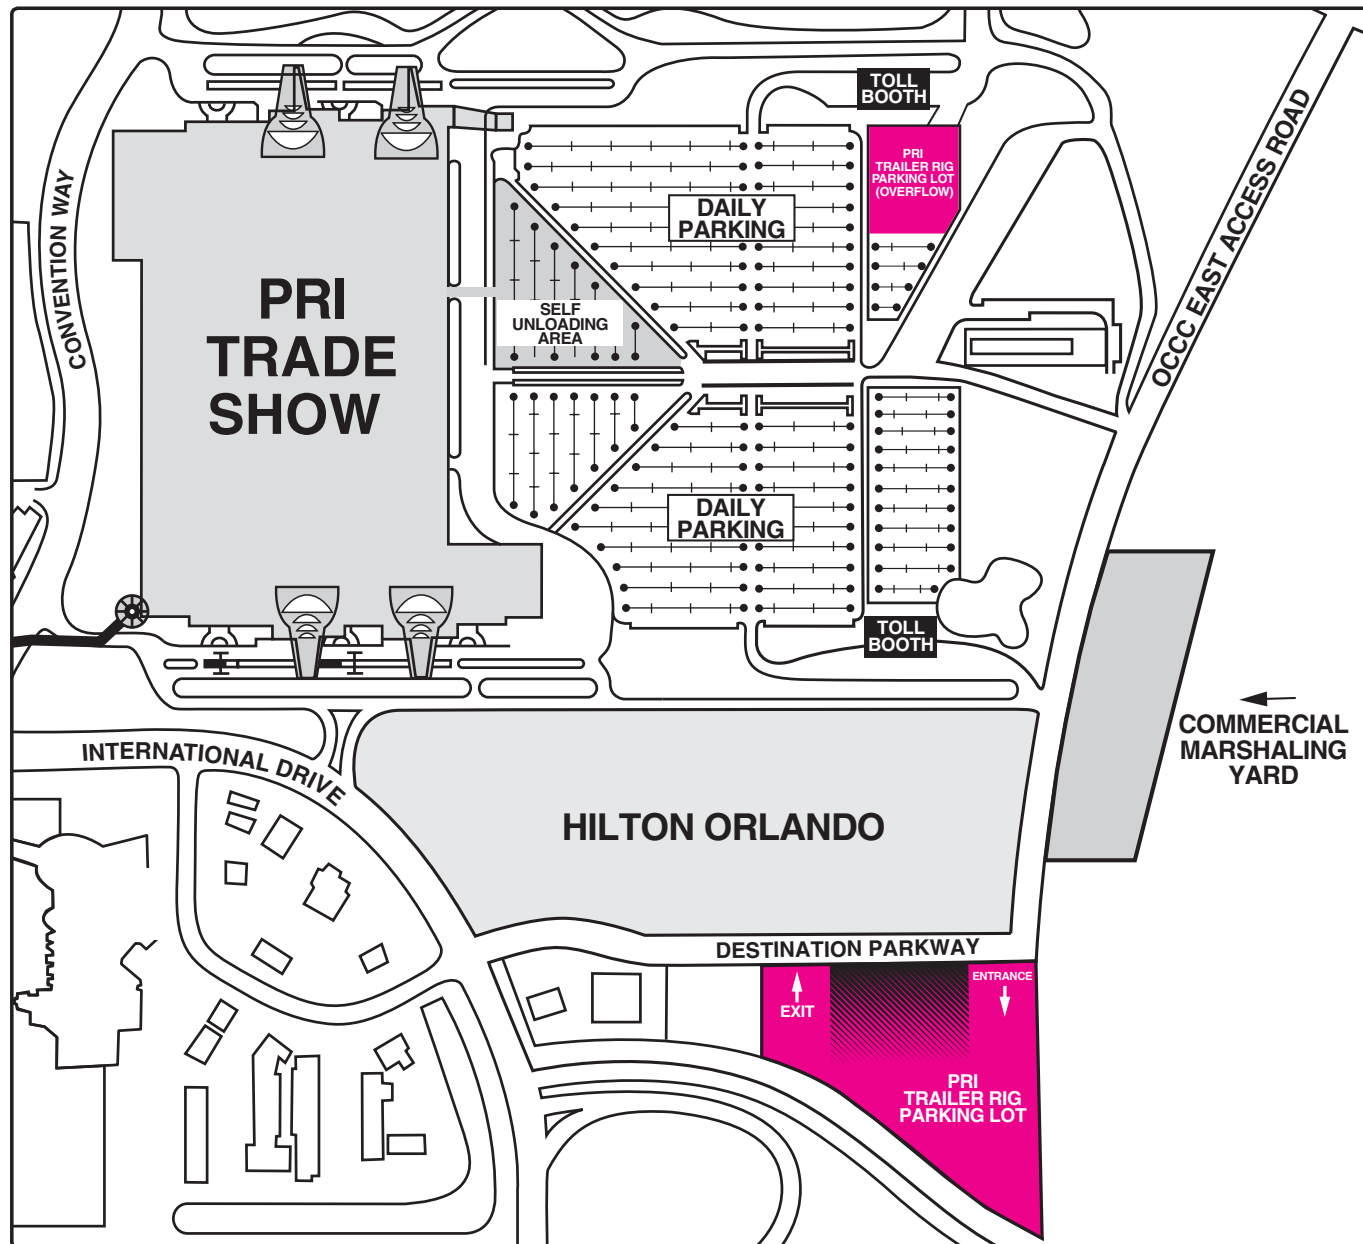 TOLL
BOOTH
PRI
TRAILER RIG
PARKING LOT
(OVERFLOW)
DAILY
PARKING
CONVENTION WAY
OCCC EAST ACCESS ROAD
PRI
TRADE
SHOW
SELF
UNLOADING
AREA
DAILY
PARKING
TOLL
BOOTH
COMMERCIAL
MARSHALING
YARD
INTERNATIONAL DRIVE
HILTON ORLANDO
DESTINATION PARKWAY
EXIT
ENTRANCE
PRI
TRAILER RIG
PARKING LOT